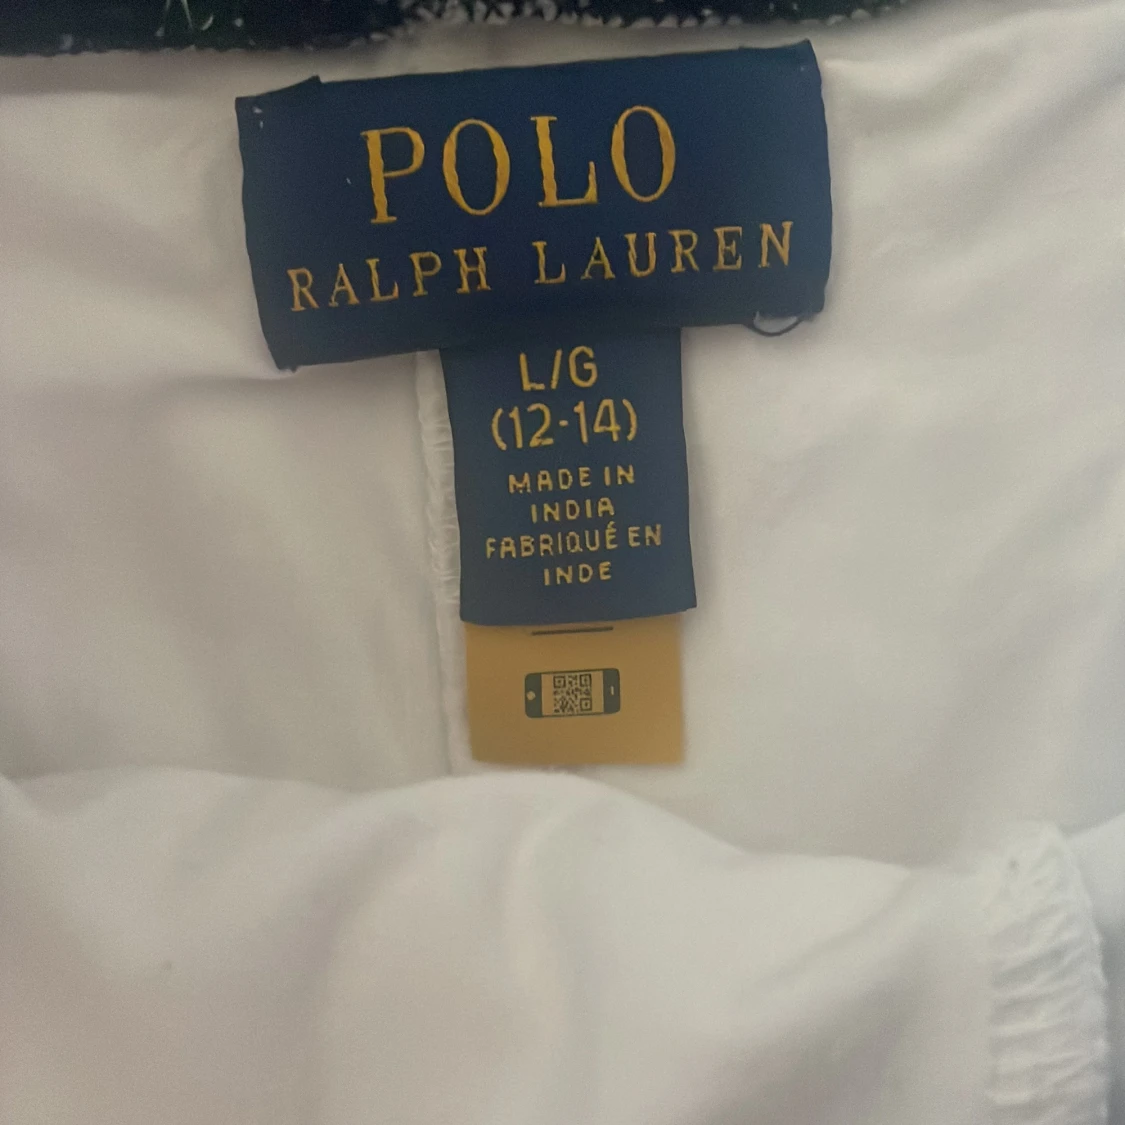 POLO
RALPH LAUREN
L/G
(12-14)
MADE IN
INDIA
FABRIQUÉ EN
INDE